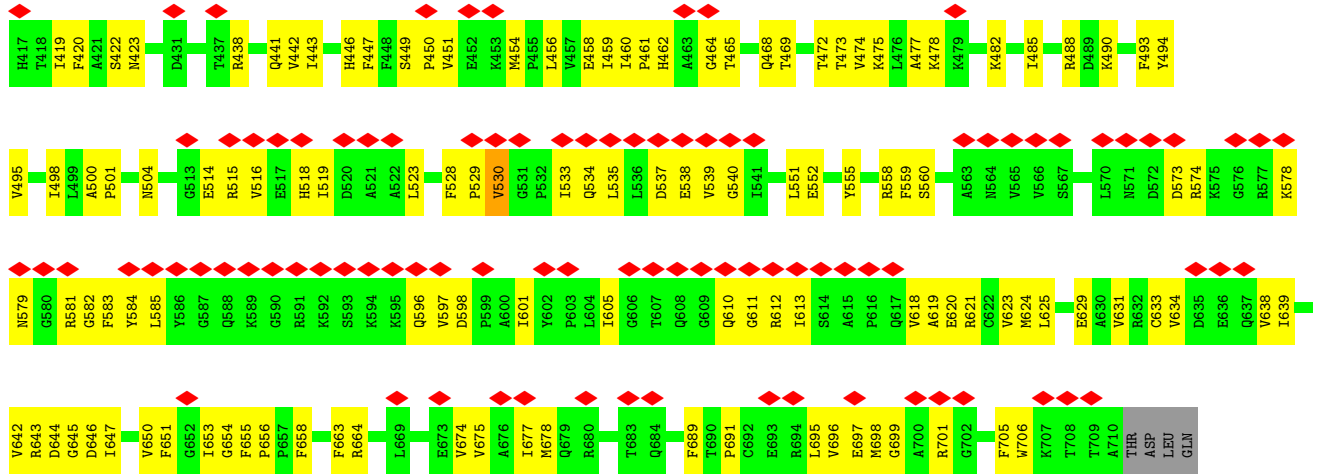 H417 T418 I419 F420 A421 S422 N423 D431 T437 R438 Q441 V442 I443 H446 F447 F448 S449 P450 V451 E452 K453 M454 P455 L456 V457 E458 I459 I460 P461 H462 A463 G464 T465 Q468 T469 T472 T473 V474 K475 L476 A477 K478 K479 K482 I485 R488 D489 K490 F493 Y494
V495 I498 L499 A500 P501 N504 G513 E514 R515 V516 E517 H518 I519 D520 A521 A522 L523 F528 P529 V530 G531 P532 I533 Q534 L535 L536 D537 E538 V539 G540 I541 L551 E552 Y555 R558 F559 S560 A563 N564 V565 V566 S567 L570 N571 D572 D573 R574 K575 G576 R577 K578
N579 G580 R581 G582 F583 Y584 L585 Y586 G587 Q588 K589 G590 R591 K592 S593 K594 K595 Q596 V597 D598 P599 A600 I601 Y602 P603 L604 I605 G606 T607 Q608 G609 Q610 G611 R612 I613 S614 A615 P616 Q617 V618 A619 E620 R621 C622 V623 M624 L625 E629 A630 V631 R632 C633 V634 D635 E636 Q637 V638 I639
V642 R643 D644 G645 D646 I647 V650 F651 G652 I653 G654 F655 P656 P657 F658 F663 R664 L669 E673 V674 V675 A676 I677 M678 Q679 R680 T683 Q684 F689 T690 P691 C692 E693 R694 L695 V696 E697 M698 G699 A700 R701 G702 F705 W706 K707 T708 T709 A710 THR ASP LEU GLN